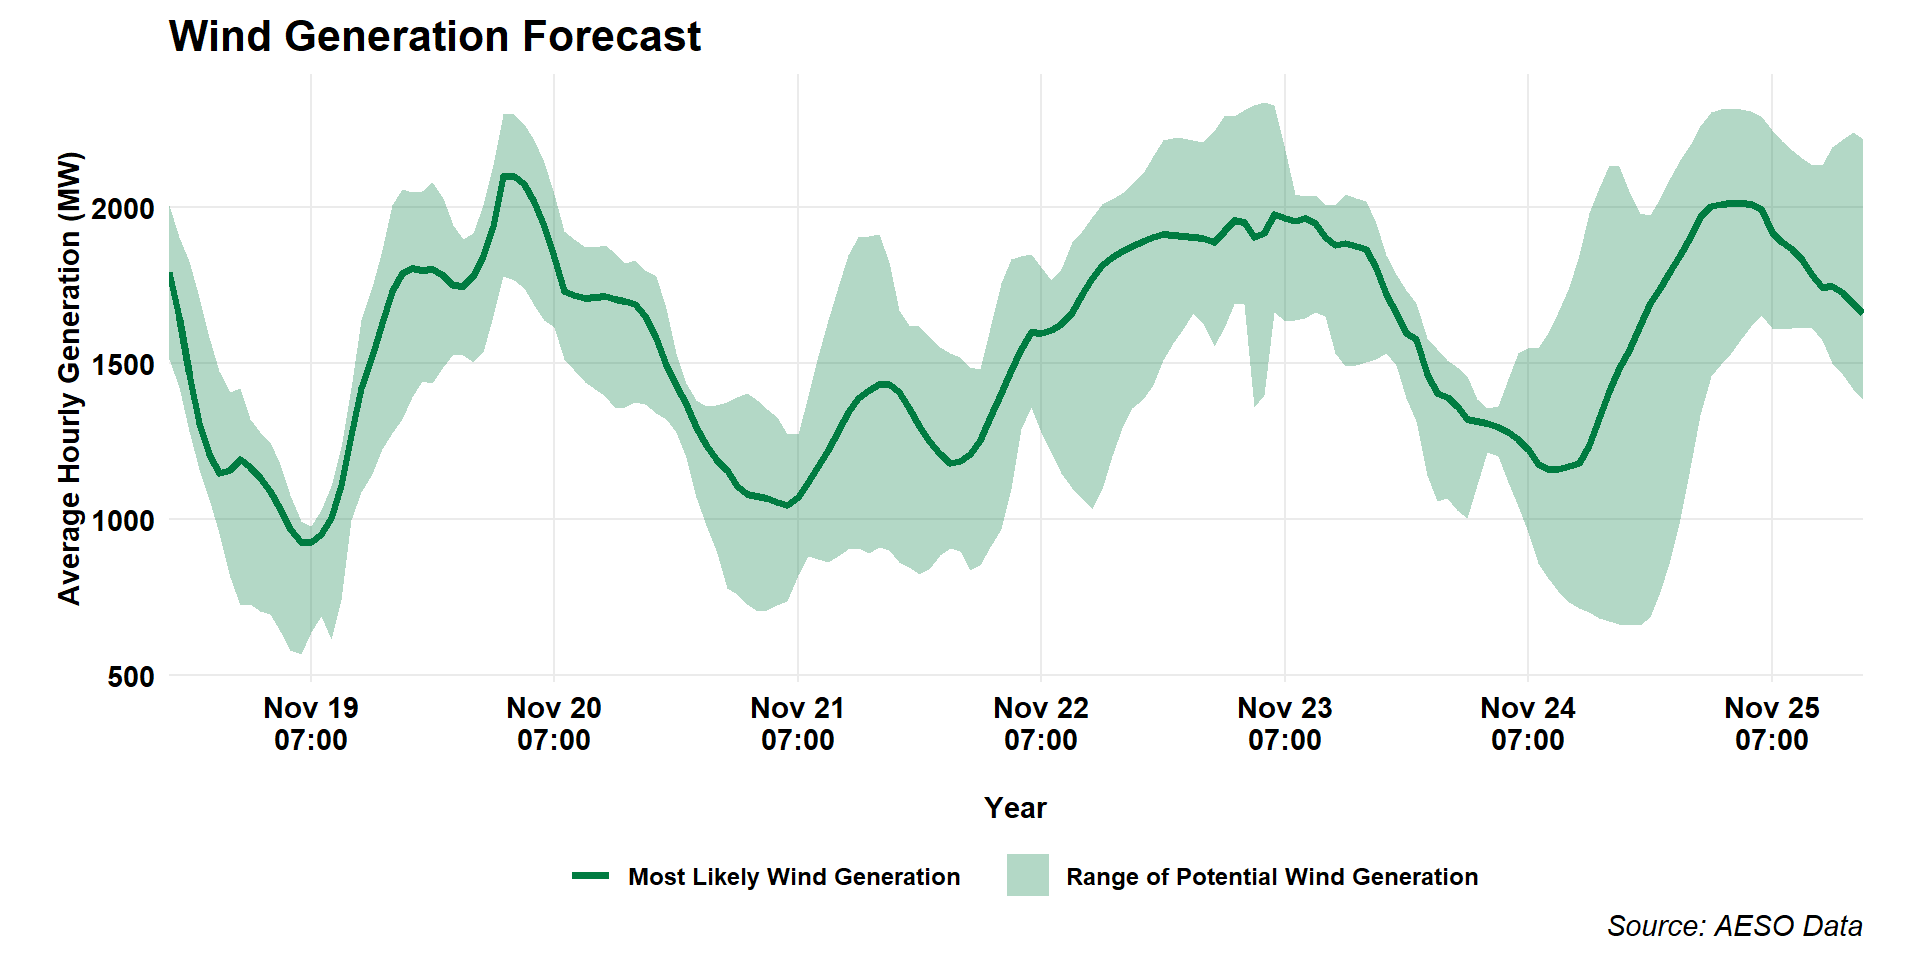 Wind Generation Forecast
Average Hourly Generation (MW)
2000
1500
1000
500
Nov 19
07:00
Nov 20
07:00
Nov 21
07:00
Nov 22
07:00
Nov 23
07:00
Nov 24
07:00
Nov 25
07:00
Year
Most Likely Wind Generation
Range of Potential Wind Generation
Source: AESO Data